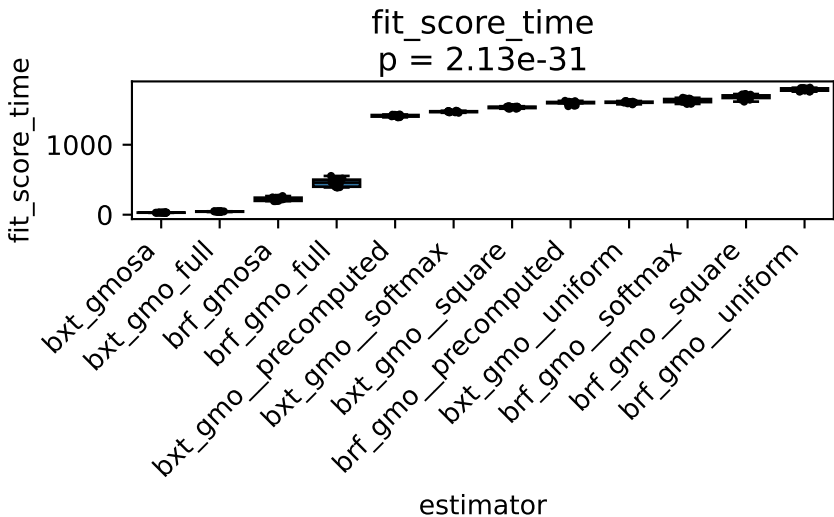 fit_score_time
p = 2.13e-31
fit_score_time
1000
0
bxt_gmosa
bxt_gmo_full
brf_gmosa
brf_gmo_full
bxt_gmo__precomputed
bxt_gmo__softmax
bxt_gmo__square
brf_gmo__precomputed
bxt_gmo__uniform
brf_gmo__softmax
brf_gmo__square
brf_gmo__uniform
estimator